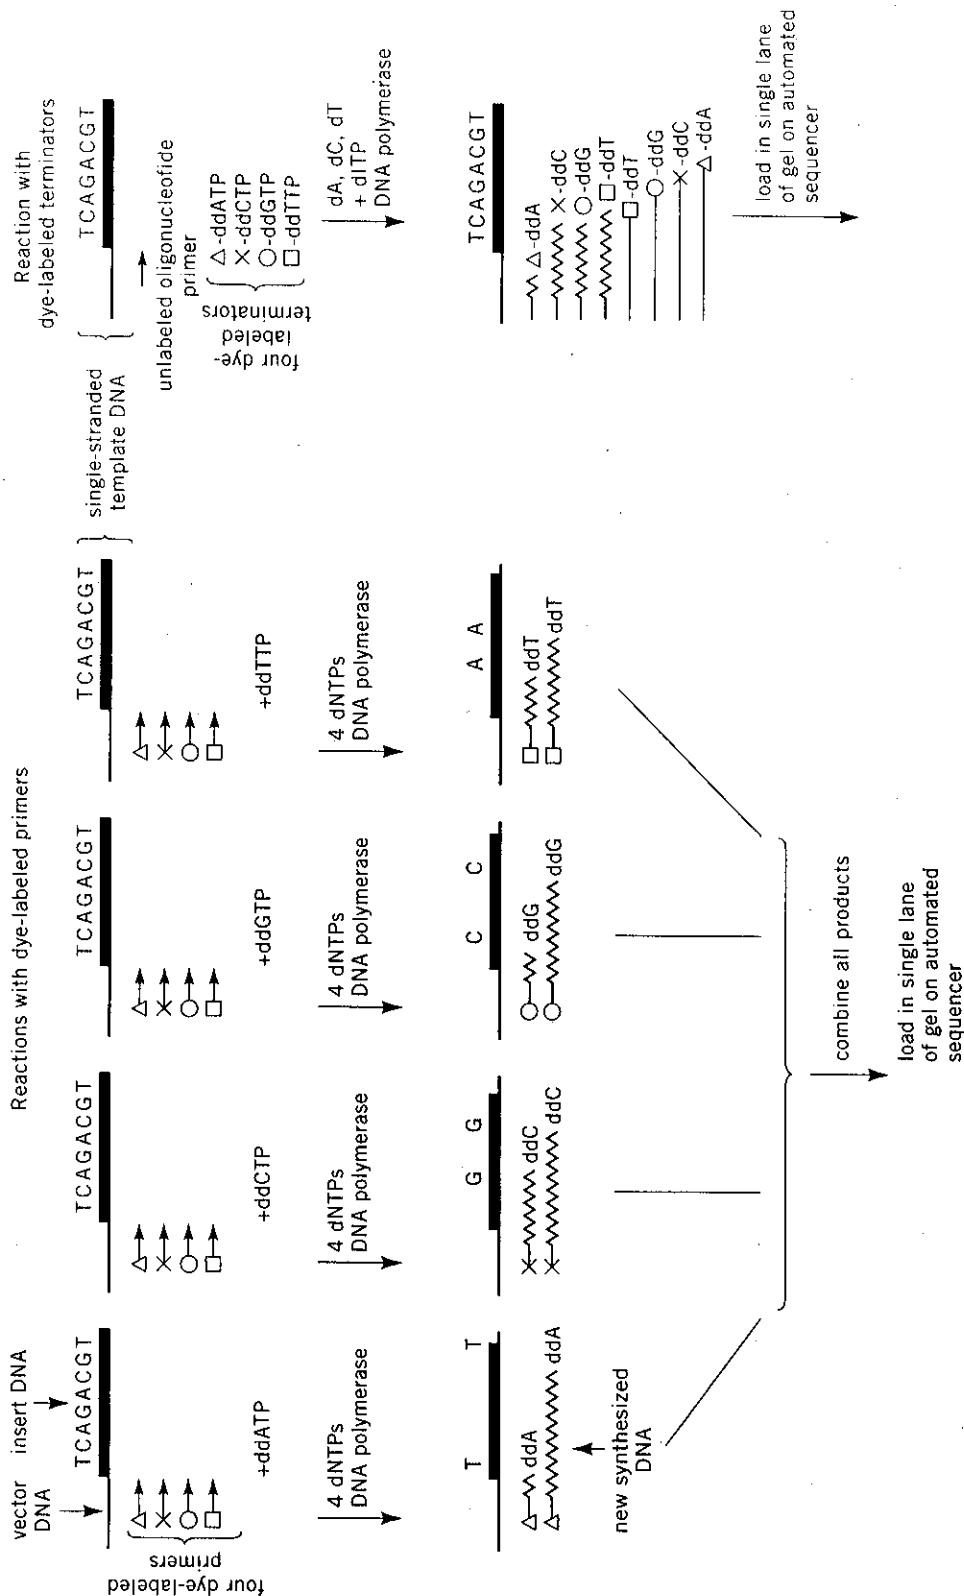 Reactions with dye-labeled primers
Reaction with
dye-labeled terminators
vector
DNA
insert DNA
TCAGACGT
TCAGACGT
TCAGACGT
TCAGACGT
single-stranded
template DNA
TCAGACGT
four dye-labeled
primers
+ddATP
+ddCTP
+ddGTP
+ddTTP
unlabeled oligonucleotide
primer
four dye-
labeled
terminators
-ddATP
-ddCTP
-ddGTP
-ddTTP
4 dNTPs
DNA polymerase
4 dNTPs
DNA polymerase
4 dNTPs
DNA polymerase
4 dNTPs
DNA polymerase
dA, dC, dT
+ dITP
DNA polymerase
T T
ddA
ddA
new synthesized
DNA
G G
ddC
ddC
C C
ddG
ddG
A A
ddT
ddT
TCAGACGT
-ddA
-ddC
-ddG
-ddT
-ddT
-ddG
-ddC
-ddA
combine all products
load in single lane
of gel on automated
sequencer
load in single lane
of gel on automated
sequencer